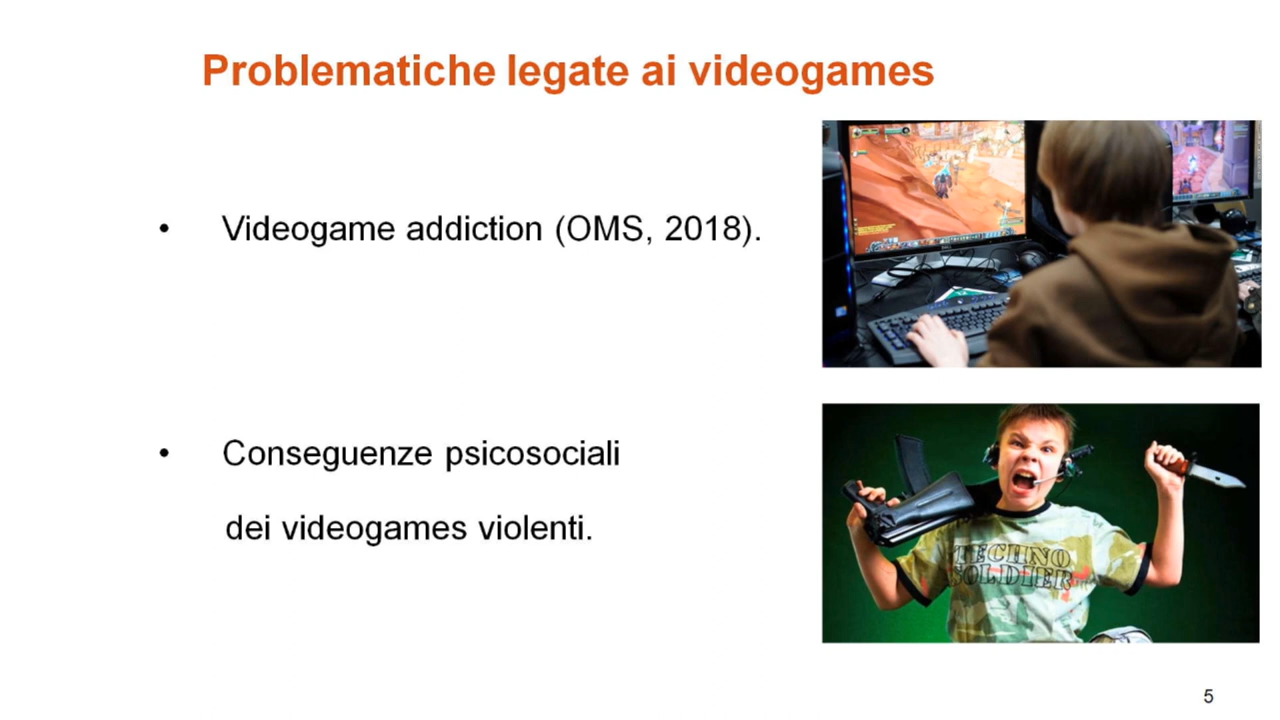 Problematiche legate ai videogames
• Videogame addiction (OMS, 2018).
• Conseguenze psicosociali
dei videogames violenti.
TECHNO
SOLDIER
5